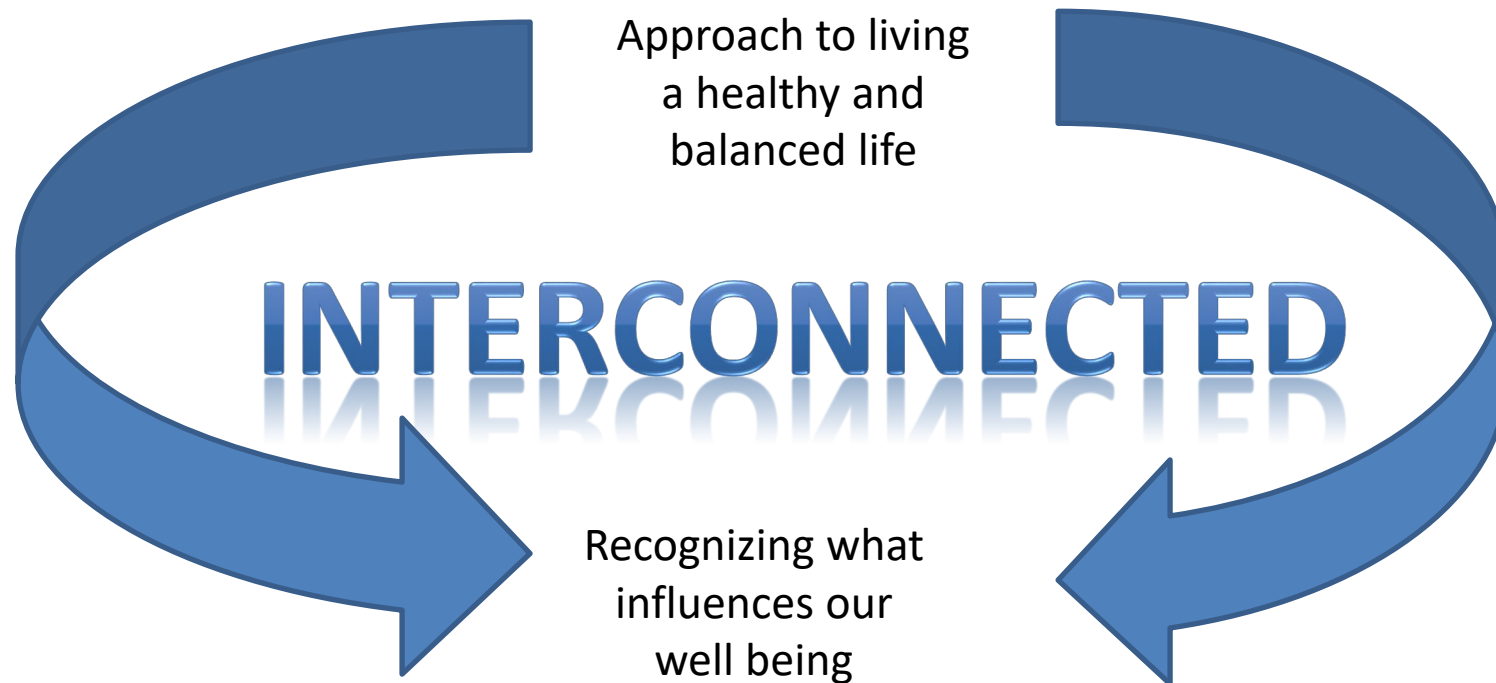 Approach to living
a healthy and
balanced life
INTERCONNECTED
Recognizing what
influences our
well being